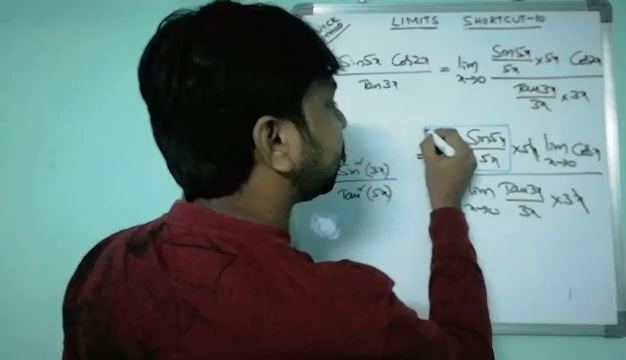 LIMITS SHORTCUT-10
Sin5x Cos2x / Tan3x = lim x→0 Sin5x/5x × 5x Cos2x / Tan3x/3x × 3x
Sin5x/5x × 5x lim x→0 Cos
Sin² (3x) / Tan² (5x)
lim x→0 Tan3x/3x × 3x